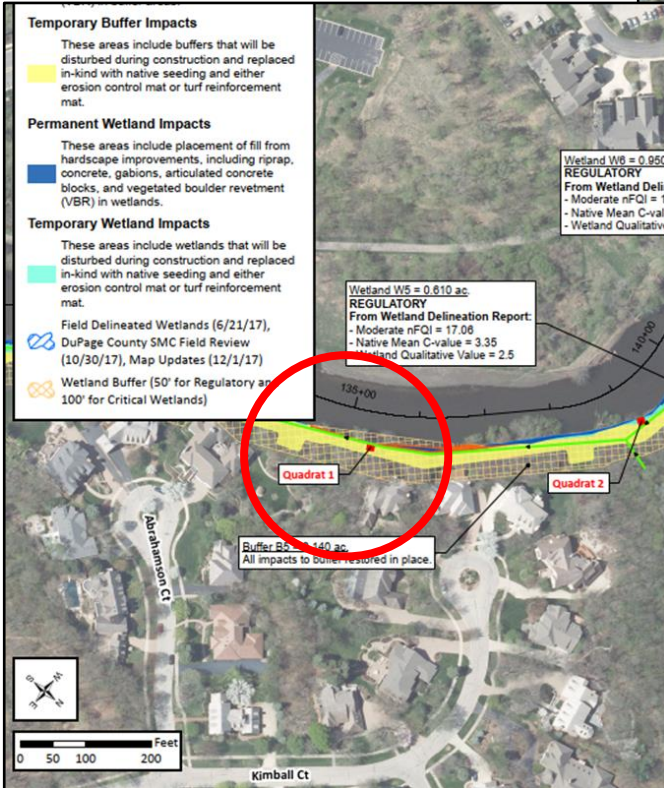 Temporary Buffer Impacts
These areas include buffers that will be
disturbed during construction and replaced
in-kind with native seeding and either
erosion control mat or turf reinforcement
mat.
Permanent Wetland Impacts
These areas include placement of fill from
hardscape improvements, including riprap,
concrete, gabions, articulated concrete
blocks, and vegetated boulder revetment
(VBR) in wetlands.
Temporary Wetland Impacts
These areas include wetlands that will be
disturbed during construction and replaced
in-kind with native seeding and either
erosion control mat or turf reinforcement
mat.
Field Delineated Wetlands (6/21/17),
DuPage County SMC Field Review
(10/30/17), Map Updates (12/1/17)
Wetland Buffer (50' for Regulatory an
100' for Critical Wetlands)
Wetland W6 = 0.950
REGULATORY
From Wetland Deli
- Moderate nFQI = 1
- Native Mean C-val
- Wetland Qualitative
Wetland W5 = 0.610 ac.
REGULATORY
From Wetland Delineation Report:
- Moderate nFQI = 17.06
- Native Mean C-value = 3.35
Wetland Qualitative Value = 2.5
135+00
140+00
Quadrat 1
Quadrat 2
Buffer B5 = 140 ac.
All impacts to buffer restored in place.
Abrahamson Ct
Kimball Ct
S W
E N
Feet
0 50 100 200